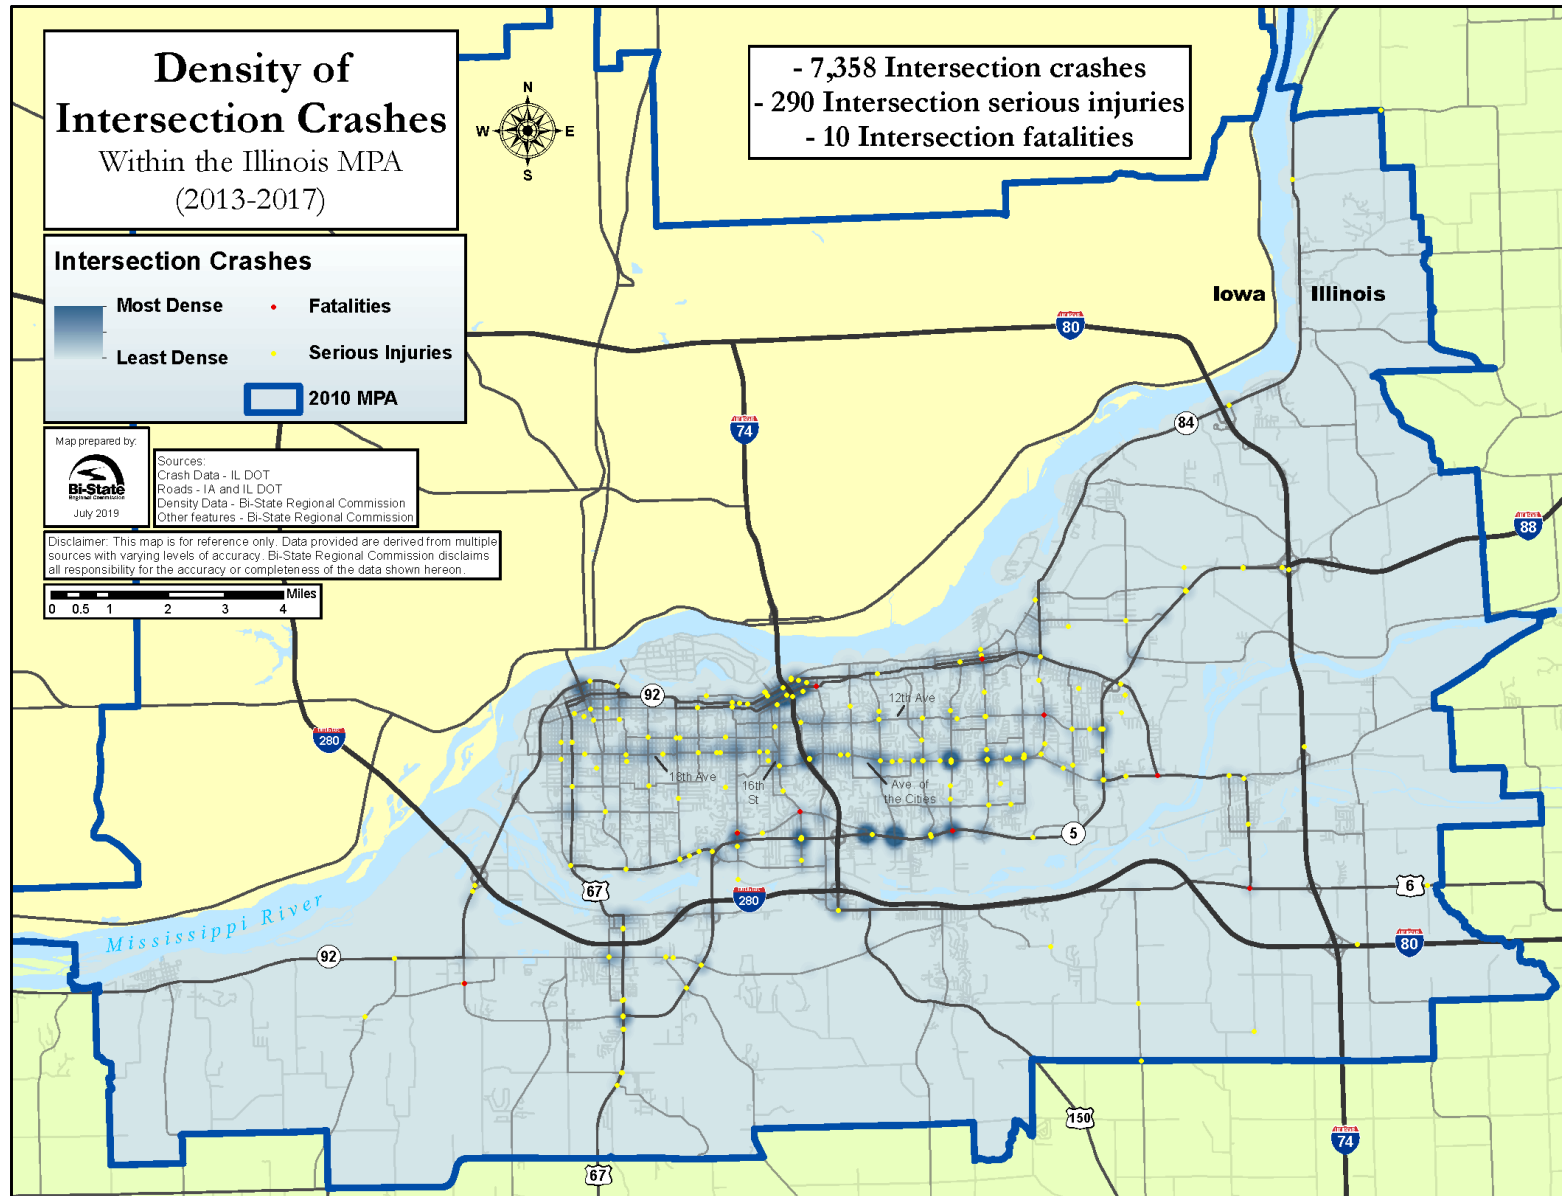 Density of
Intersection Crashes
Within the Illinois MPA
(2013-2017)
- 7,358 Intersection crashes
- 290 Intersection serious injuries
- 10 Intersection fatalities
N
W E
S
Intersection Crashes
Most Dense
Fatalities
Least Dense
Serious Injuries
2010 MPA
Map prepared by:
Bi-State
Regional Commission
July 2019
Sources:
Crash Data - IL DOT
Roads - IA and IL DOT
Density Data - Bi-State Regional Commission
Other features - Bi-State Regional Commission
Disclaimer: This map is for reference only. Data provided are derived from multiple
sources with varying levels of accuracy. Bi-State Regional Commission disclaims
all responsibility for the accuracy or completeness of the data shown hereon.
Miles
0 0.5 1 2 3 4
Iowa Illinois
80
74
84
88
92
12th Ave
280
18th Ave
16th
St
Ave of
the Cities
5
67
280
6
Mississippi River
92
80
150
74
67